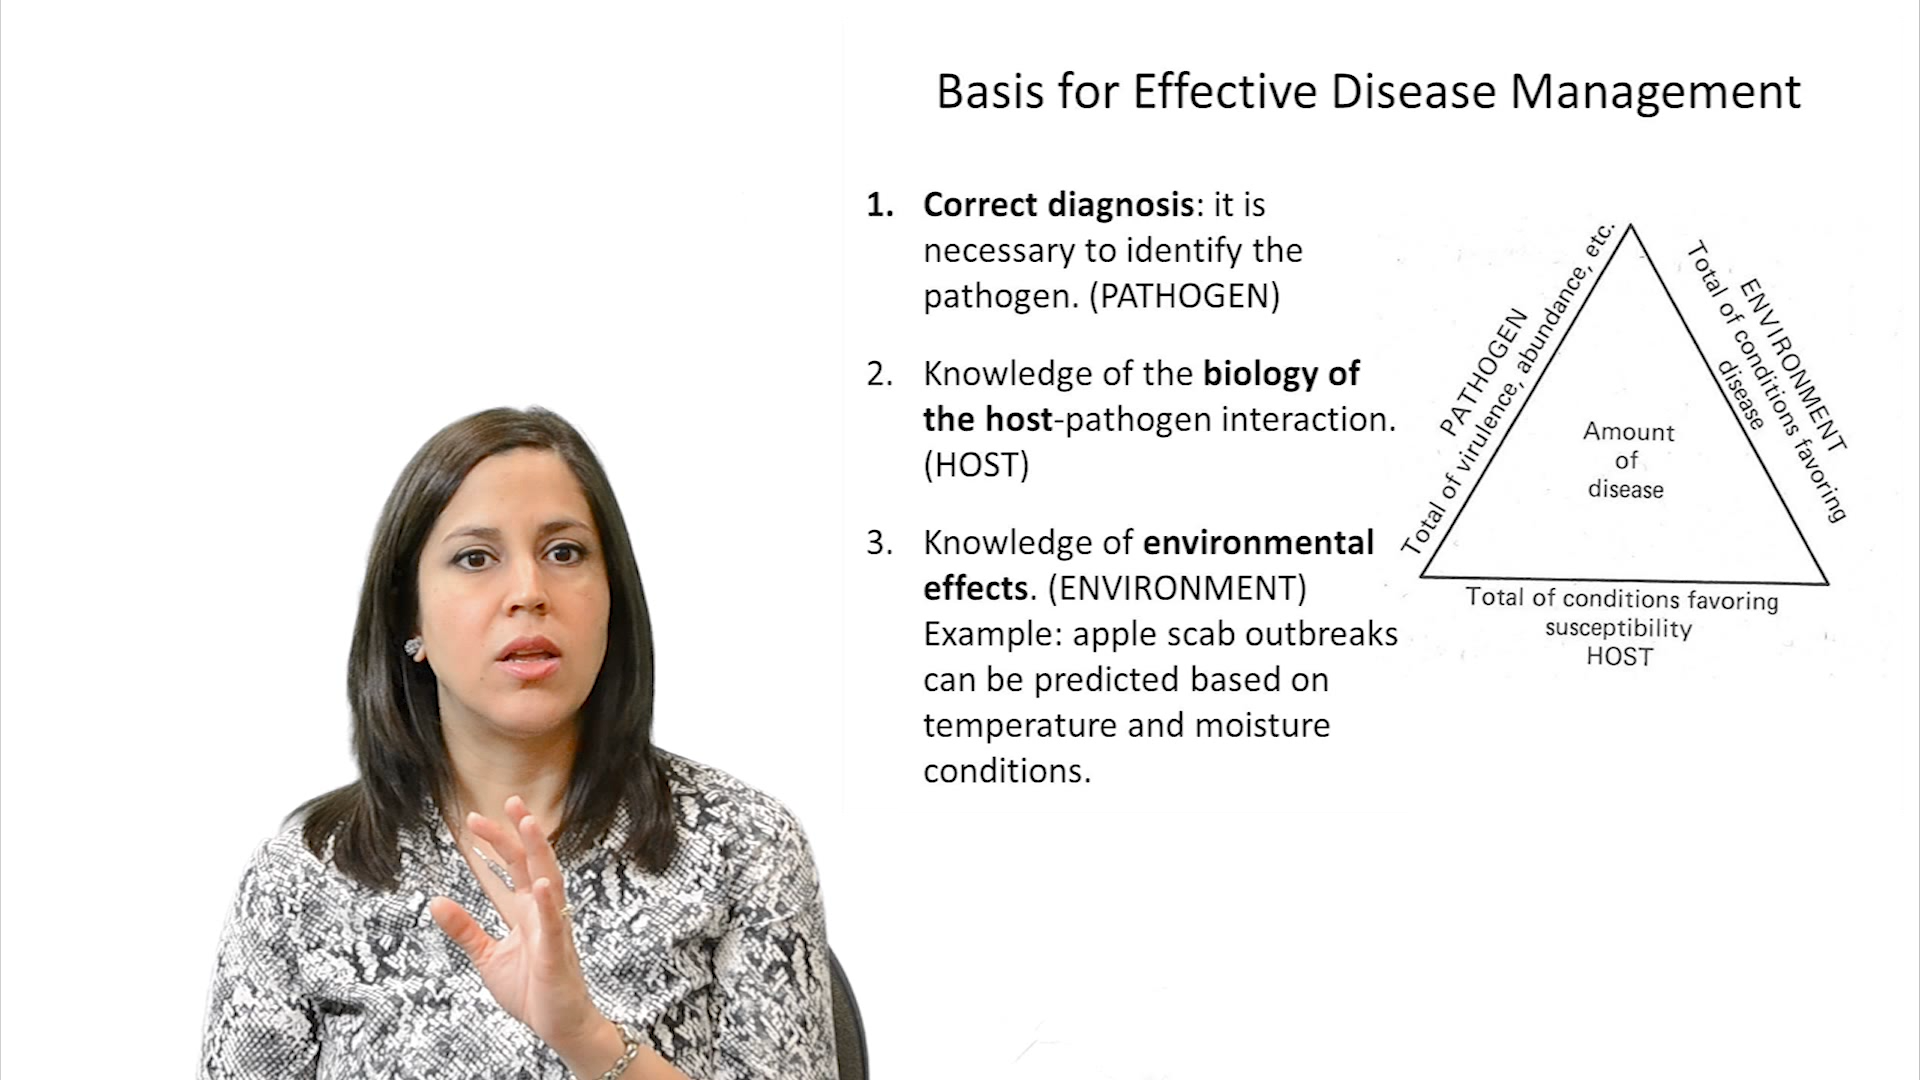 Basis for Effective Disease Management
1. Correct diagnosis: it is
necessary to identify the
pathogen. (PATHOGEN)
2. Knowledge of the biology of
the host-pathogen interaction.
(HOST)
3. Knowledge of environmental
effects. (ENVIRONMENT)
Example: apple scab outbreaks
can be predicted based on
temperature and moisture
conditions.
PATHOGEN
Total of virulence, abundance, etc.
ENVIRONMENT
Total of conditions favoring
disease
Amount
of
disease
Total of conditions favoring
susceptibility
HOST